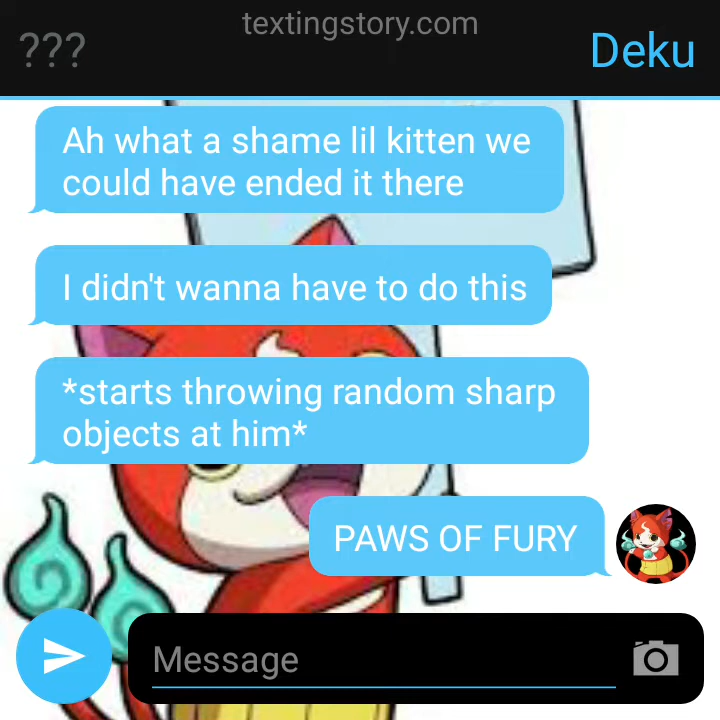 textingstory.com
???
Deku
Ah what a shame lil kitten we
could have ended it there
I didn't wanna have to do this
*starts throwing random sharp
objects at him*
PAWS OF FURY
Message